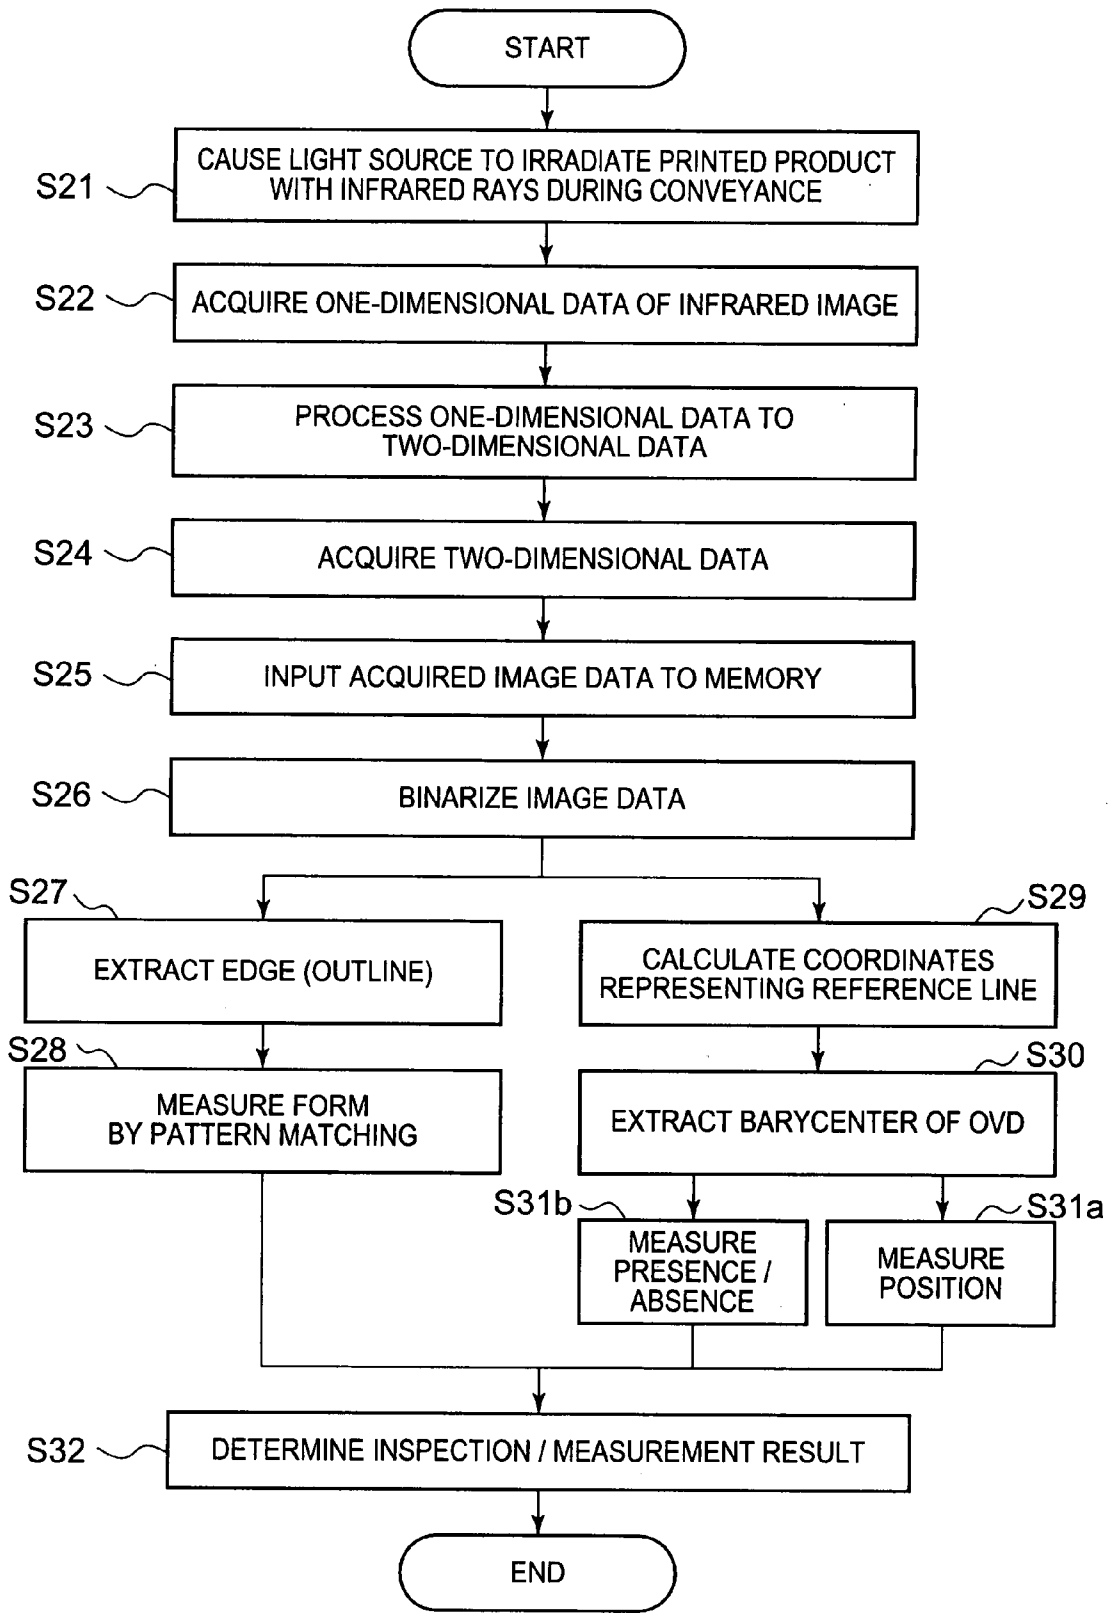 START
S21
CAUSE LIGHT SOURCE TO IRRADIATE PRINTED PRODUCT
WITH INFRARED RAYS DURING CONVEYANCE
S22
ACQUIRE ONE-DIMENSIONAL DATA OF INFRARED IMAGE
S23
PROCESS ONE-DIMENSIONAL DATA TO
TWO-DIMENSIONAL DATA
S24
ACQUIRE TWO-DIMENSIONAL DATA
S25
INPUT ACQUIRED IMAGE DATA TO MEMORY
S26
BINARIZE IMAGE DATA
S27
EXTRACT EDGE (OUTLINE)
S28
MEASURE FORM
BY PATTERN MATCHING
S29
CALCULATE COORDINATES
REPRESENTING REFERENCE LINE
S30
EXTRACT BARYCENTER OF OVD
S31b
MEASURE
PRESENCE /
ABSENCE
S31a
MEASURE
POSITION
S32
DETERMINE INSPECTION / MEASUREMENT RESULT
END